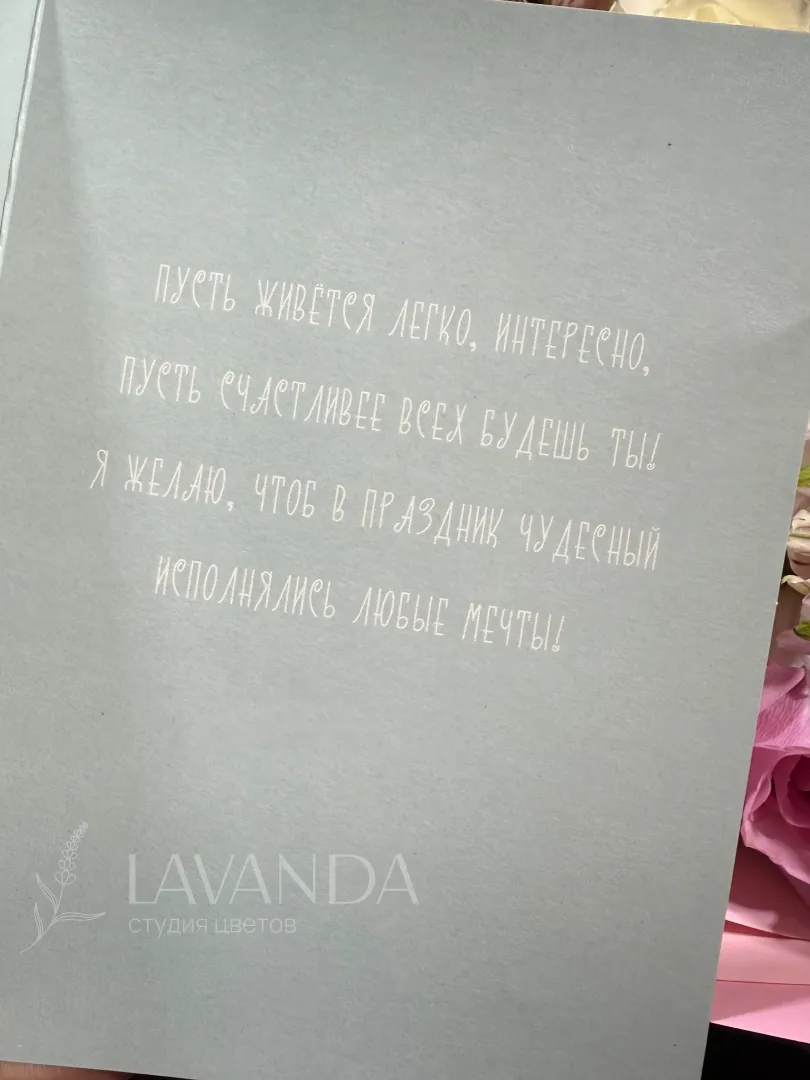 ПУСТЬ ЖИВЁТСЯ ЛЕГКО, ИНТЕРЕСНО,
ПУСТЬ СЧАСТЛИВЕЕ ВСЕХ БУДЕШЬ ТЫ!
Я ЖЕЛАЮ, ЧТОБ В ПРАЗДНИК ЧУДЕСНЫЙ
ИСПОЛНЯЛИСЬ ЛЮБЫЕ МЕЧТЫ!
LAVANDA
студия цветов